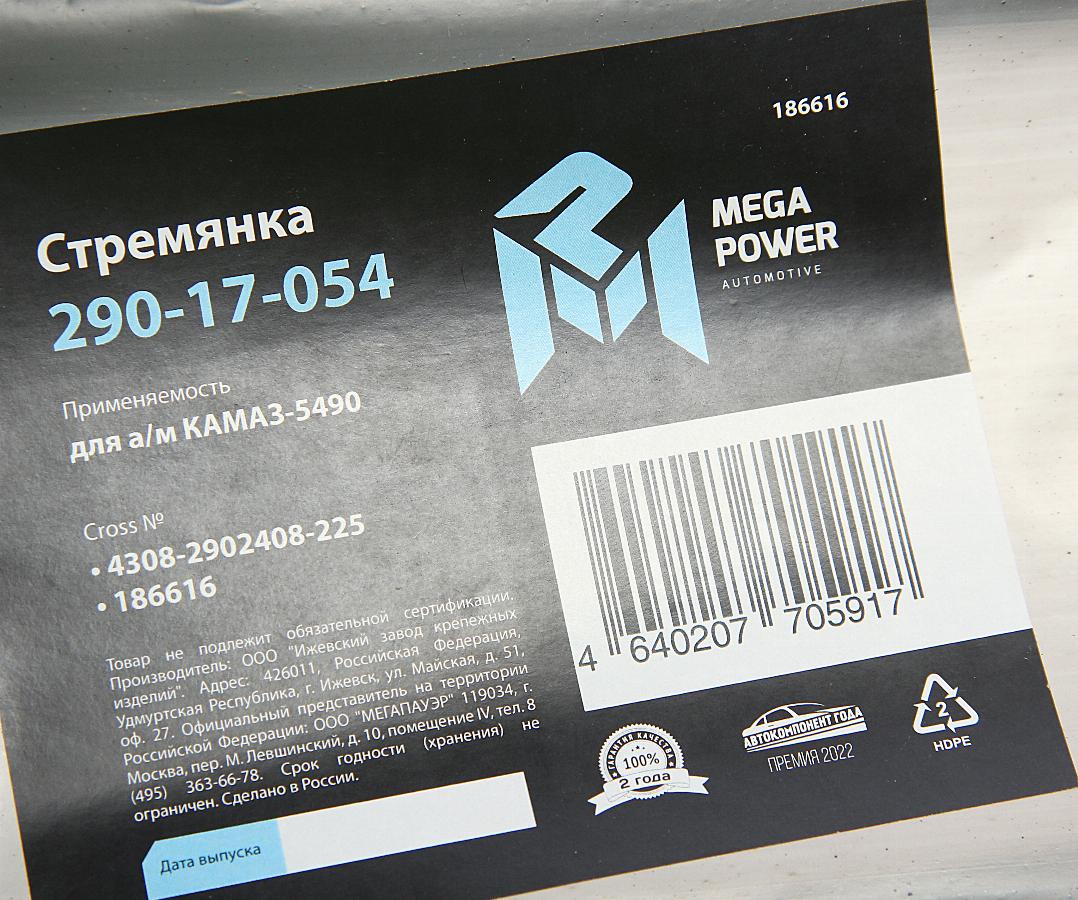 186616
Стремянка
290-17-054
MEGA
POWER
AUTOMOTIVE
Применяемость
для а/м КАМАЗ-5490
Cross №
• 4308-2902408-225
• 186616
Товар не подлежит обязательной сертификации.
Производитель: ООО "Ижевский завод крепежных
изделий". Адрес: 426011, Российская Федерация,
Удмуртская Республика, г. Ижевск, ул. Майская, д. 51,
оф. 27. Официальный представитель на территории
Российской Федерации: ООО "МЕГАПАУЭР" 119034, г.
Москва, пер. М. Левшинский, д. 10, помещение IV, тел. 8
(495) 363-66-78. Срок годности (хранения) не
ограничен. Сделано в России.
Дата выпуска
4 640207 705917
ГАРАНТИЯ КАЧЕСТВА
100%
2 года
АВТОКОМПОНЕНТ ГОДА
ПРЕМИЯ 2022
2
HDPE